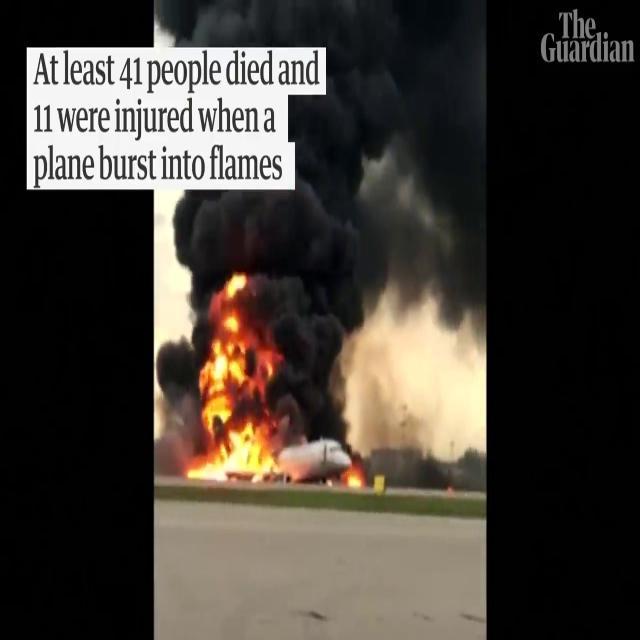 At least 41 people died and
11 were injured when a
plane burst into flames
The
Guardian